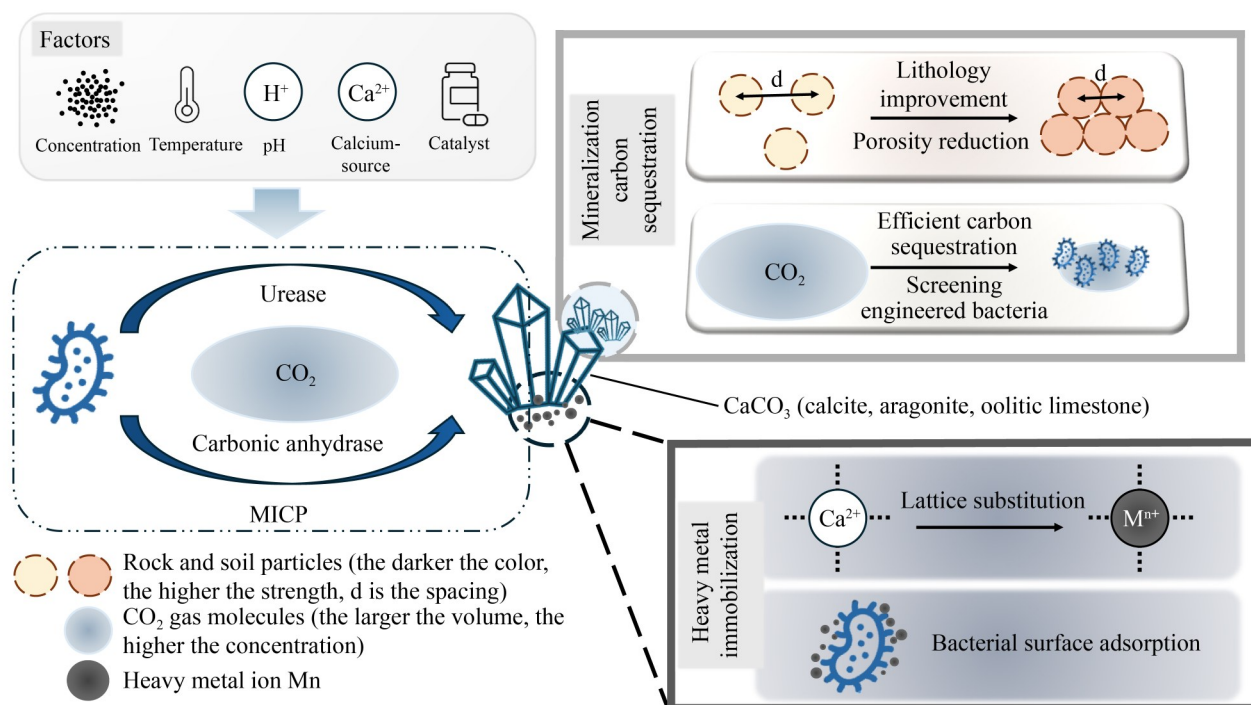 Factors
Concentration
Temperature
H⁺
pH
Ca²⁺
Calcium-
source
Catalyst
Urease
CO₂
Carbonic anhydrase
MICP
Mineralization
carbon
sequestration
d
Lithology
improvement
Porosity reduction
d
CO₂
Efficient carbon
sequestration
Screening
engineered bacteria
CaCO₃ (calcite, aragonite, oolitic limestone)
Heavy metal
immobilization
Ca²⁺
Lattice substitution
Mⁿ⁺
Bacterial surface adsorption
Rock and soil particles (the darker the color,
the higher the strength, d is the spacing)
CO₂ gas molecules (the larger the volume, the
higher the concentration)
Heavy metal ion Mn